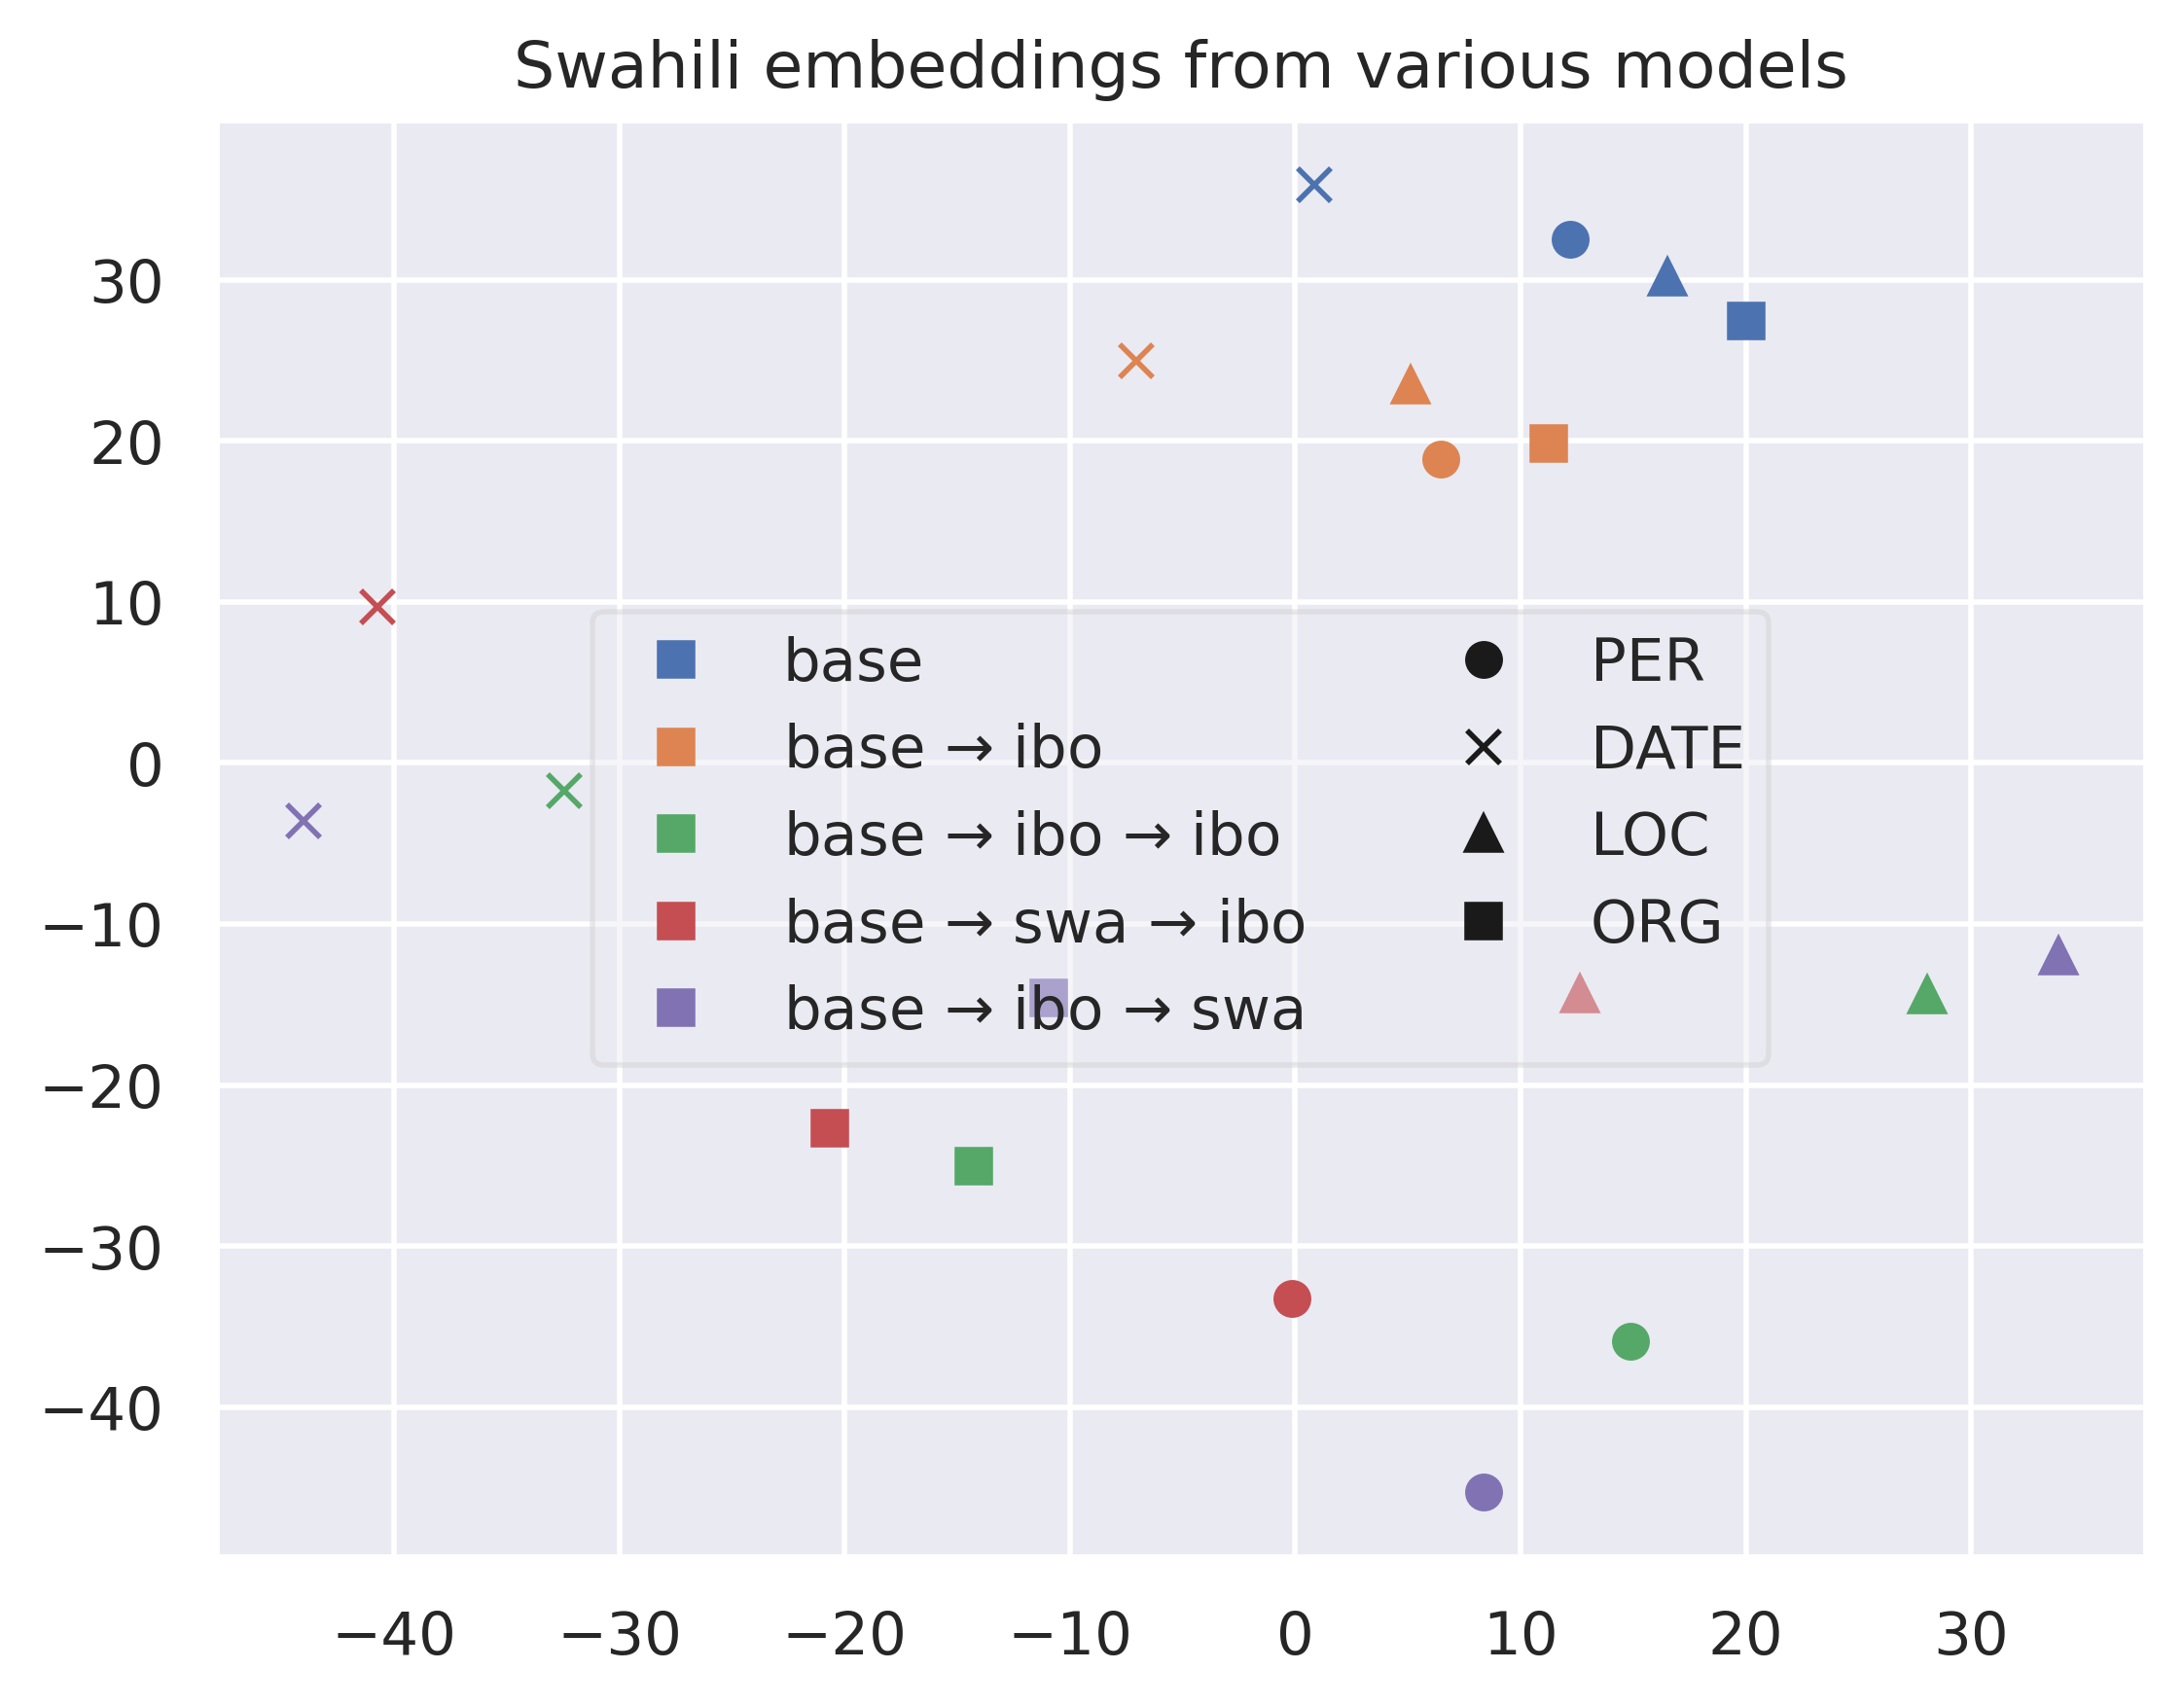 Swahili embeddings from various models
30
20
10
0
−10
−20
−30
−40
base
base → ibo
base → ibo → ibo
base → swa → ibo
base → ibo → swa
PER
DATE
LOC
ORG
−40 −30 −20 −10 0 10 20 30